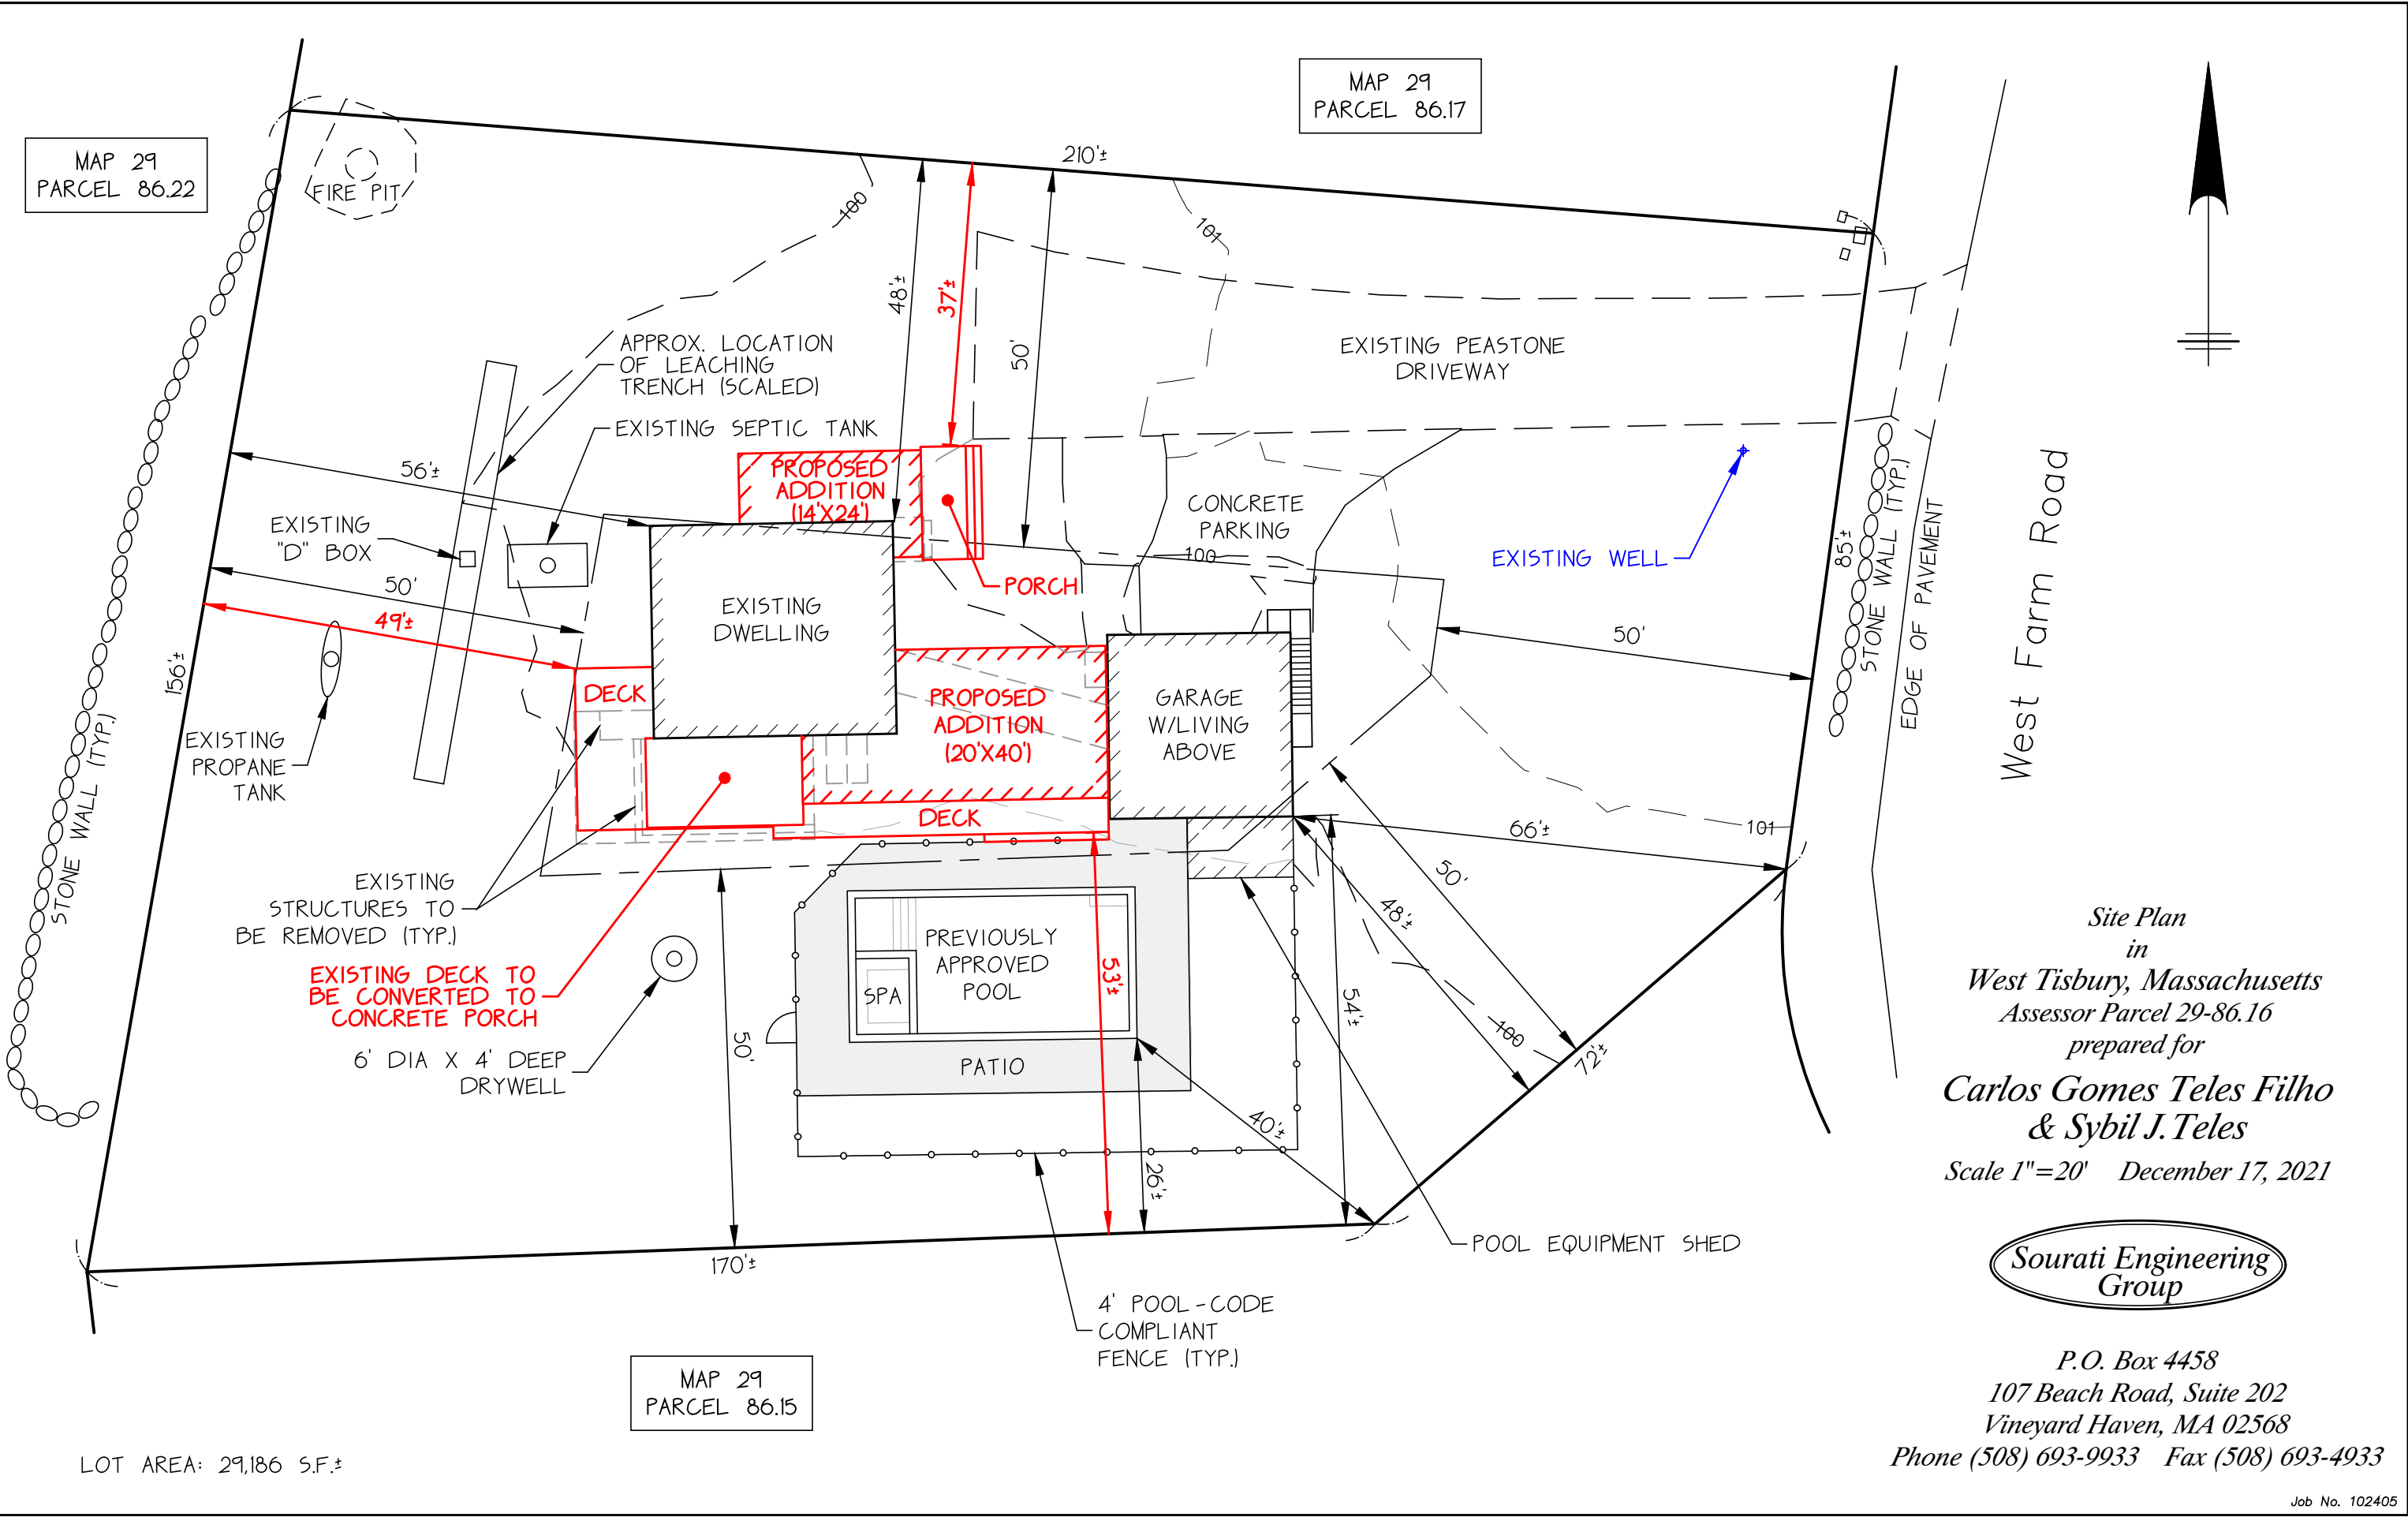 MAP 29
PARCEL 86.17
MAP 29
PARCEL 86.22
210'±
FIRE PIT
100
101
48'±
37'±
50'
APPROX. LOCATION
OF LEACHING
TRENCH (SCALED)
EXISTING PEASTONE
DRIVEWAY
EXISTING SEPTIC TANK
56'±
PROPOSED
ADDITION
(14'X24')
CONCRETE
PARKING
100
EXISTING
"D" BOX
EXISTING WELL
50'
49'±
PORCH
EXISTING
DWELLING
85'±
STONE WALL (TYP.)
EDGE OF PAVEMENT
West Farm Road
50'
156'±
DECK
PROPOSED
ADDITION
(20'X40')
GARAGE
W/LIVING
ABOVE
EXISTING
PROPANE
TANK
STONE WALL (TYP.)
DECK
66'±
101
EXISTING
STRUCTURES TO
BE REMOVED (TYP.)
50'
48'±
PREVIOUSLY
APPROVED
POOL
SPA
53'±
54'±
EXISTING DECK TO
BE CONVERTED TO
CONCRETE PORCH
100
72'±
50'
6' DIA X 4' DEEP
DRYWELL
PATIO
40'±
26'±
170'±
POOL EQUIPMENT SHED
4' POOL-CODE
COMPLIANT
FENCE (TYP.)
MAP 29
PARCEL 86.15
LOT AREA: 29,186 S.F.±
Site Plan
in
West Tisbury, Massachusetts
Assessor Parcel 29-86.16
prepared for
Carlos Gomes Teles Filho
& Sybil J. Teles
Scale 1"=20' December 17, 2021
Sourati Engineering
Group
P.O. Box 4458
107 Beach Road, Suite 202
Vineyard Haven, MA 02568
Phone (508) 693-9933 Fax (508) 693-4933
Job No. 102405